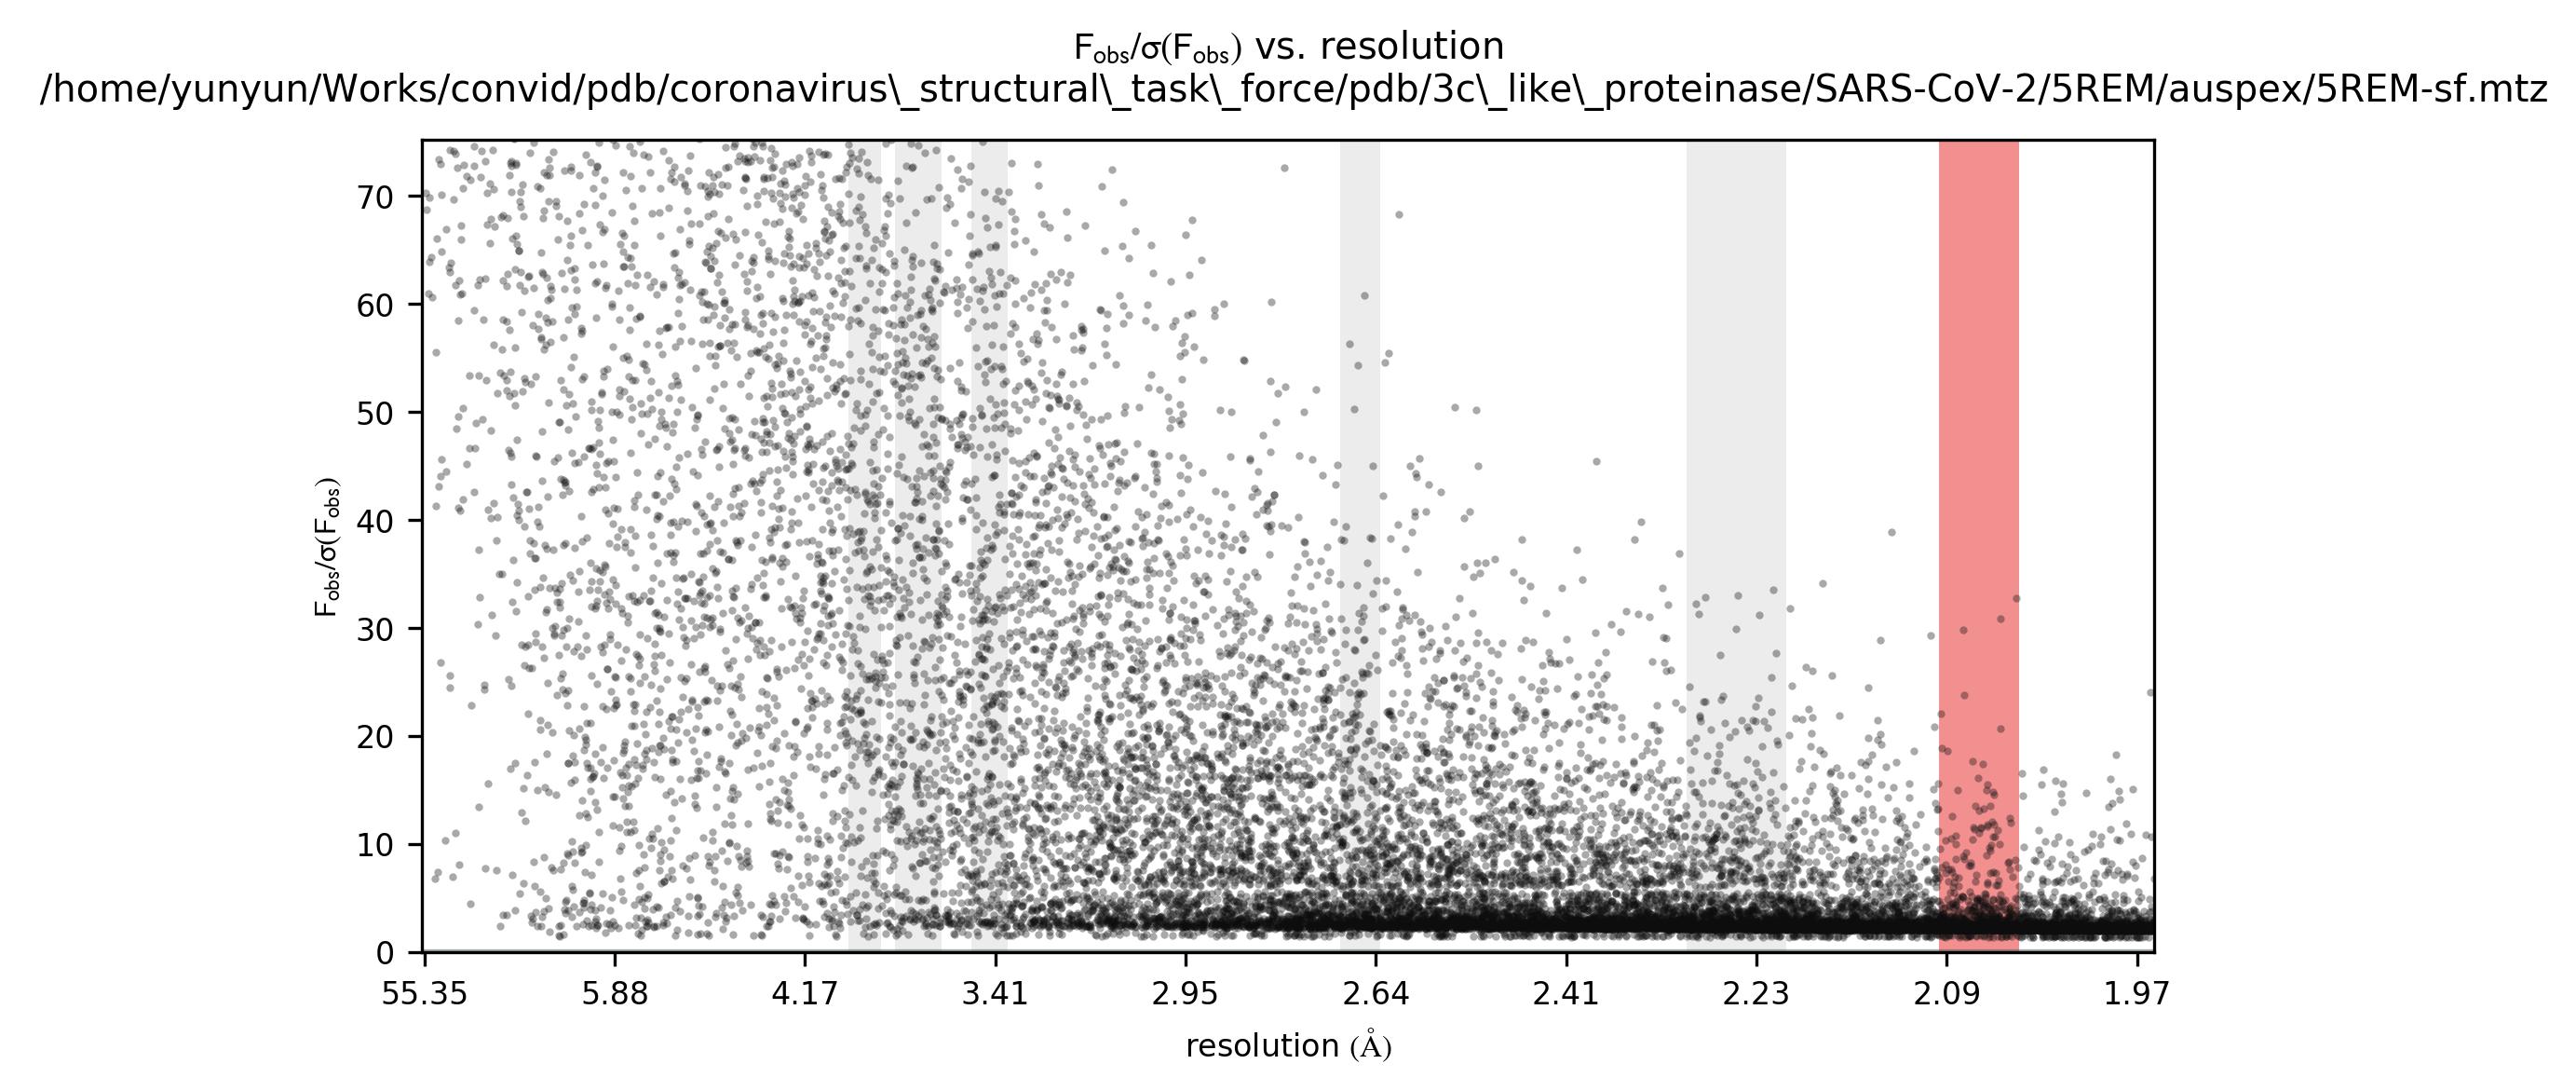 Fobs/σ(Fobs) vs. resolution
/home/yunyun/Works/convid/pdb/coronavirus\_structural\_task\_force/pdb/3c\_like\_proteinase/SARS-CoV-2/5REM/auspex/5REM-sf.mtz
Fobs/σ(Fobs)
70
60
50
40
30
20
10
0
55.35 5.88 4.17 3.41 2.95 2.64 2.41 2.23 2.09 1.97
resolution (Å)